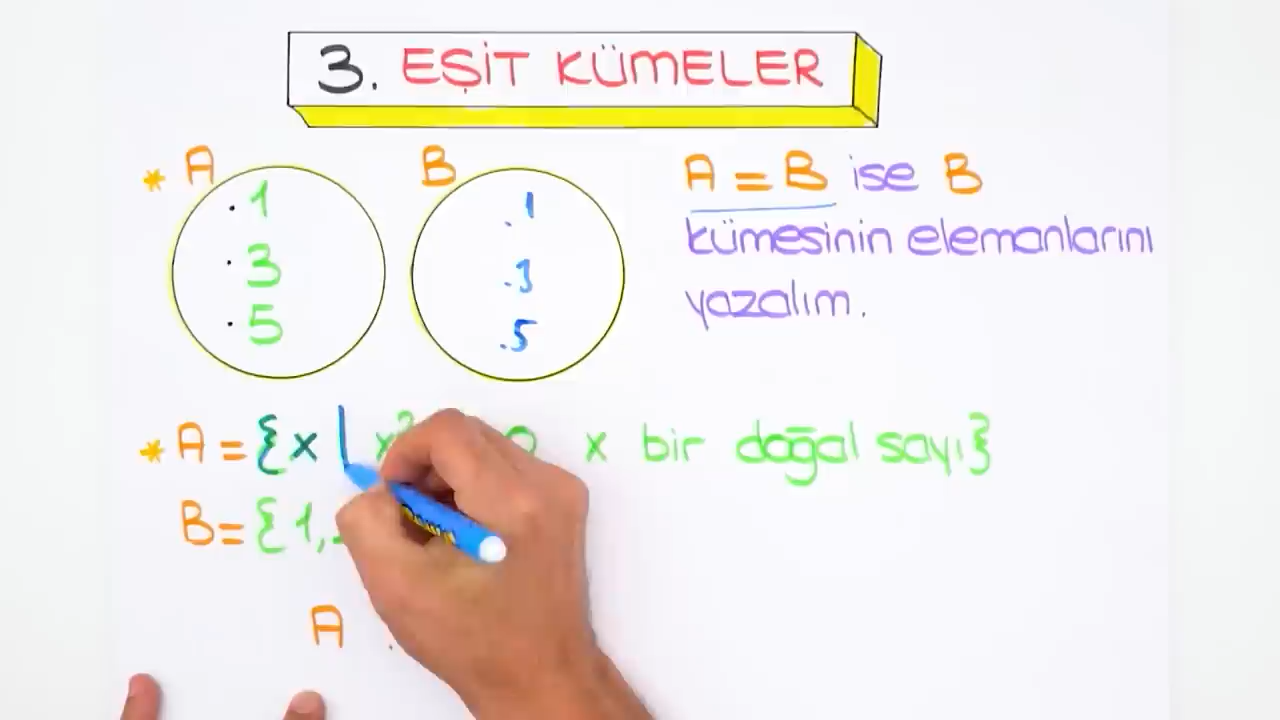 3. EŞİT KÜMELER
* A
.1
.3
.5
B
.1
.3
.5
A = B ise B
kümesinin elemanlarını
yazalım.
* A = {x | x bir doğal sayı}
B = {1,
A